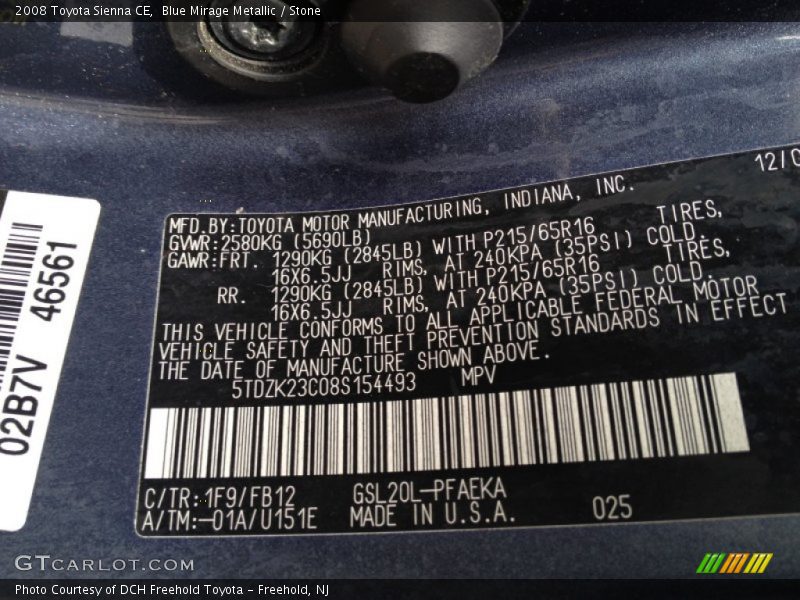 2008 Toyota Sienna CE,  Blue Mirage Metallic / Stone
MFD.BY:TOYOTA MOTOR MANUFACTURING, INDIANA, INC.
GVWR:2580KG (5690LB)
GAWR:FRT. 1290KG (2845LB) WITH P215/65R16 TIRES,
16X6.5JJ RIMS, AT 240KPA (35PSI) COLD.
RR. 1290KG (2845LB) WITH P215/65R16 TIRES,
16X6.5JJ RIMS, AT 240KPA (35PSI) COLD.
THIS VEHICLE CONFORMS TO ALL APPLICABLE FEDERAL MOTOR
VEHICLE SAFETY AND THEFT PREVENTION STANDARDS IN EFFECT
THE DATE OF MANUFACTURE SHOWN ABOVE.
5TDZK23C08S154493 MPV
C/TR:1F9/FB12 GSL20L-PFAEKA
A/TM:-01A/U151E MADE IN U.S.A. 025
02B7V 46561
GTCARLOT.COM
Photo Courtesy of DCH Freehold Toyota - Freehold, NJ